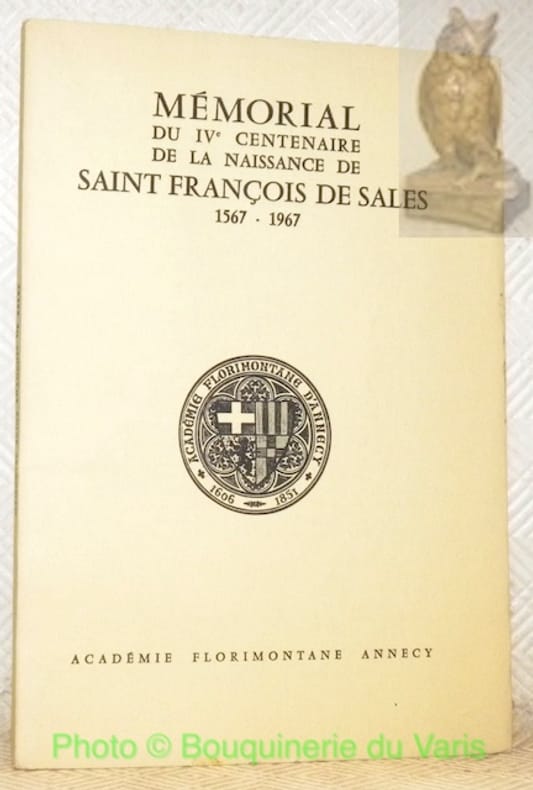 MÉMORIAL
DU IVe CENTENAIRE
DE LA NAISSANCE DE
SAINT FRANÇOIS DE SALES
1567 - 1967
ACADÉMIE FLORIMONTANE D'ANNECY
1606 1851
ACADÉMIE FLORIMONTANE ANNECY
Photo © Bouquinerie du Varis